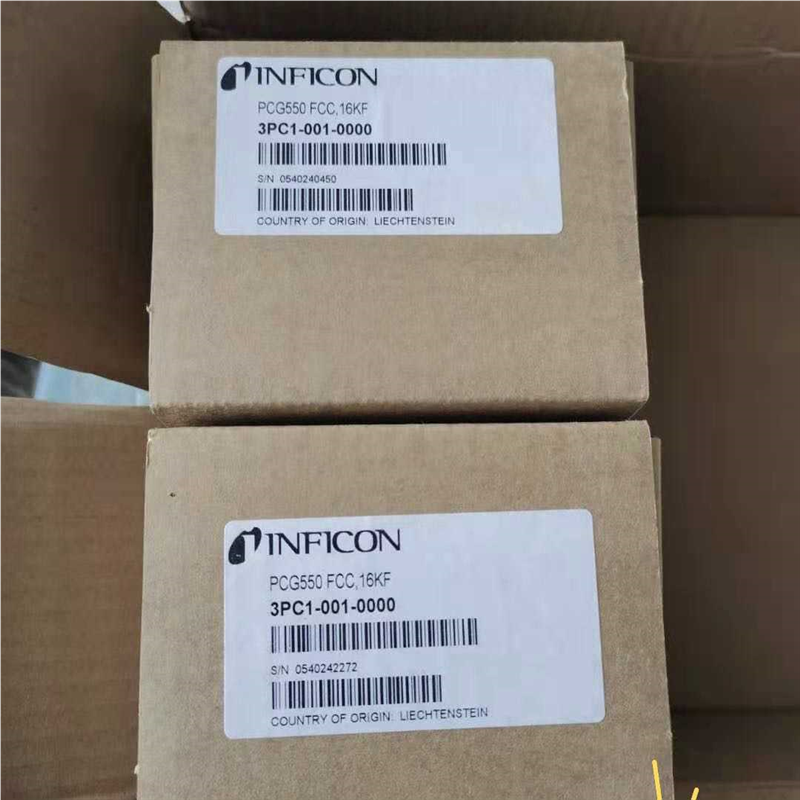 INFICON
PCG550 FCC,16KF
3PC1-001-0000
S/N 0540240450
COUNTRY OF ORIGIN: LIECHTENSTEIN
INFICON
PCG550 FCC,16KF
3PC1-001-0000
S/N 0540242272
COUNTRY OF ORIGIN: LIECHTENSTEIN